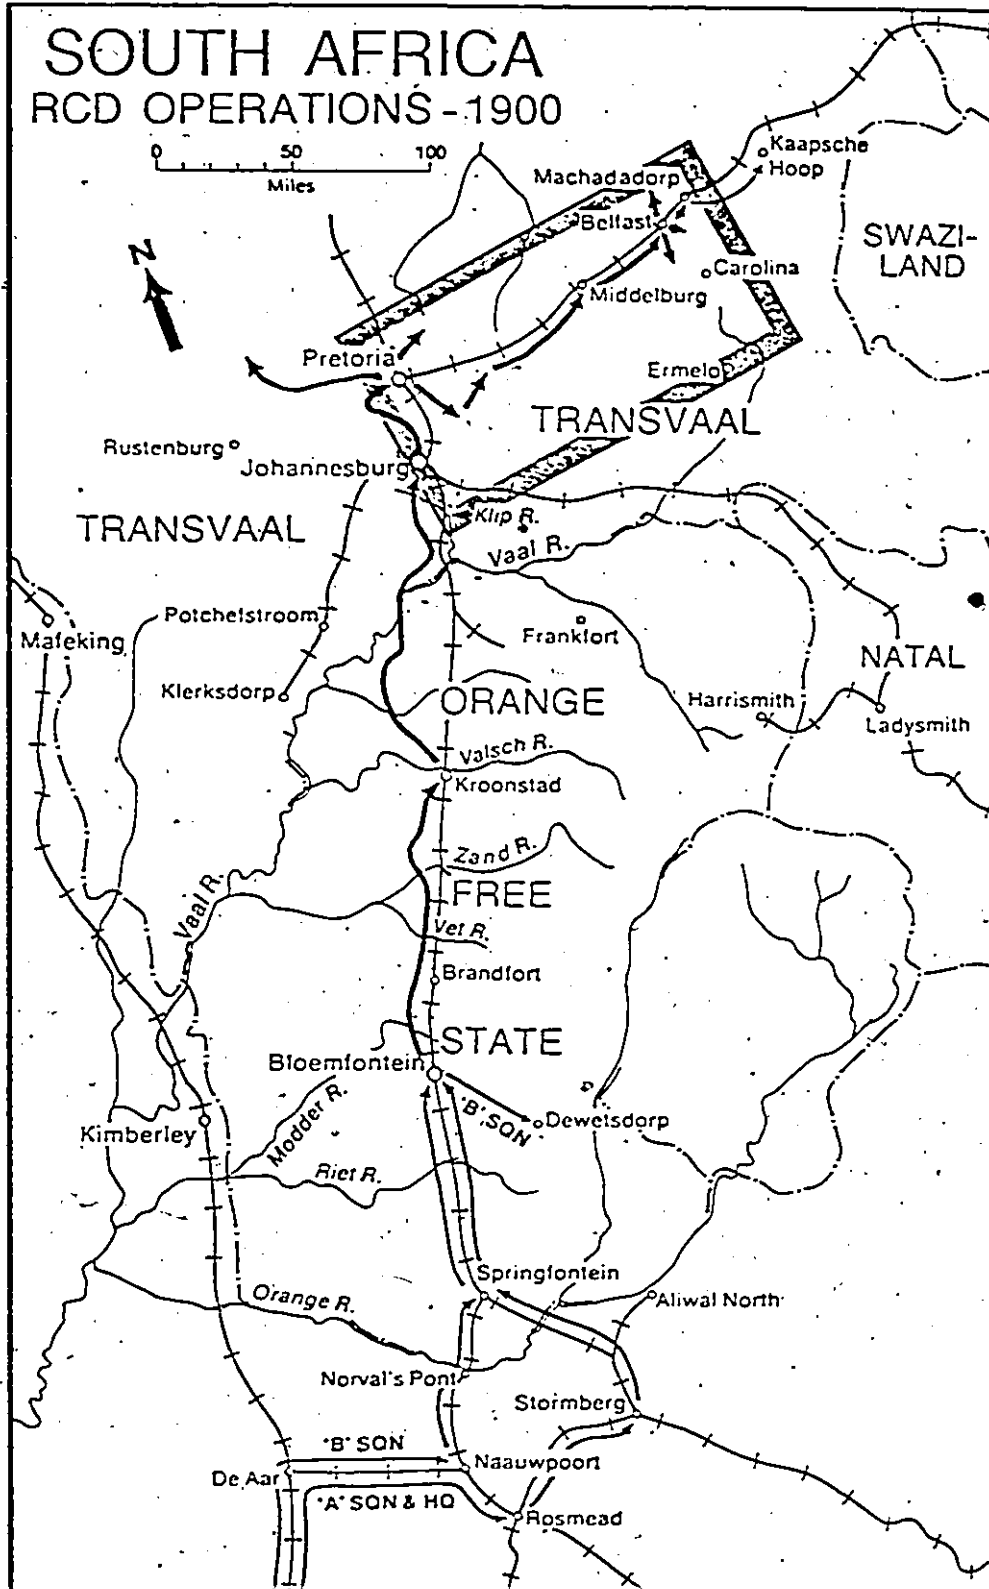 SOUTH AFRICA
RCD OPERATIONS - 1900
0 50 100
Miles
N
Kaapsche
Hoop
Machadadorp
Belfast
SWAZI-
LAND
Carolina
Middelburg
Pretoria
Ermelo
TRANSVAAL
Rustenburg
Johannesburg
Klip R.
TRANSVAAL
Vaal R.
Potchefstroom
Frankfort
Mafeking
NATAL
Klerksdorp
ORANGE
Harrismith
Ladysmith
Valsch R.
Kroonstad
Zand R.
Vaal R.
FREE
Vet R.
Brandfort
STATE
Bloemfontein
Modder R.
"B" SQN
Dewetsdorp
Kimberley
Riet R.
Springfontein
Orange R.
Aliwal North
Norval's Pont
Stormberg
"B" SQN
De Aar
Naauwpoort
"A" SQN & HQ
Rosmead